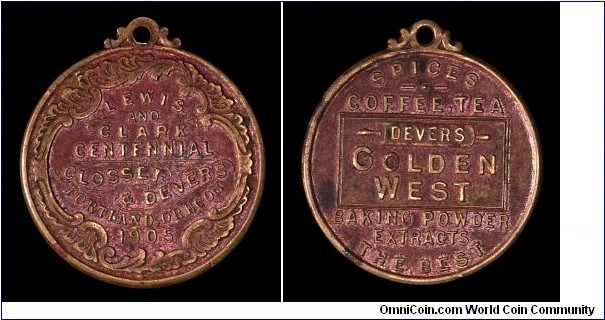 LEWIS
AND
CLARK
CENTENNIAL
CLOSSET
& DEVERS
PORTLAND, OREGON
1905
SPICES
COFFEE. TEA
DEVERS
GOLDEN
WEST
BAKING POWDER
EXTRACTS
THE BEST
OmniCoin.com World Coin Community